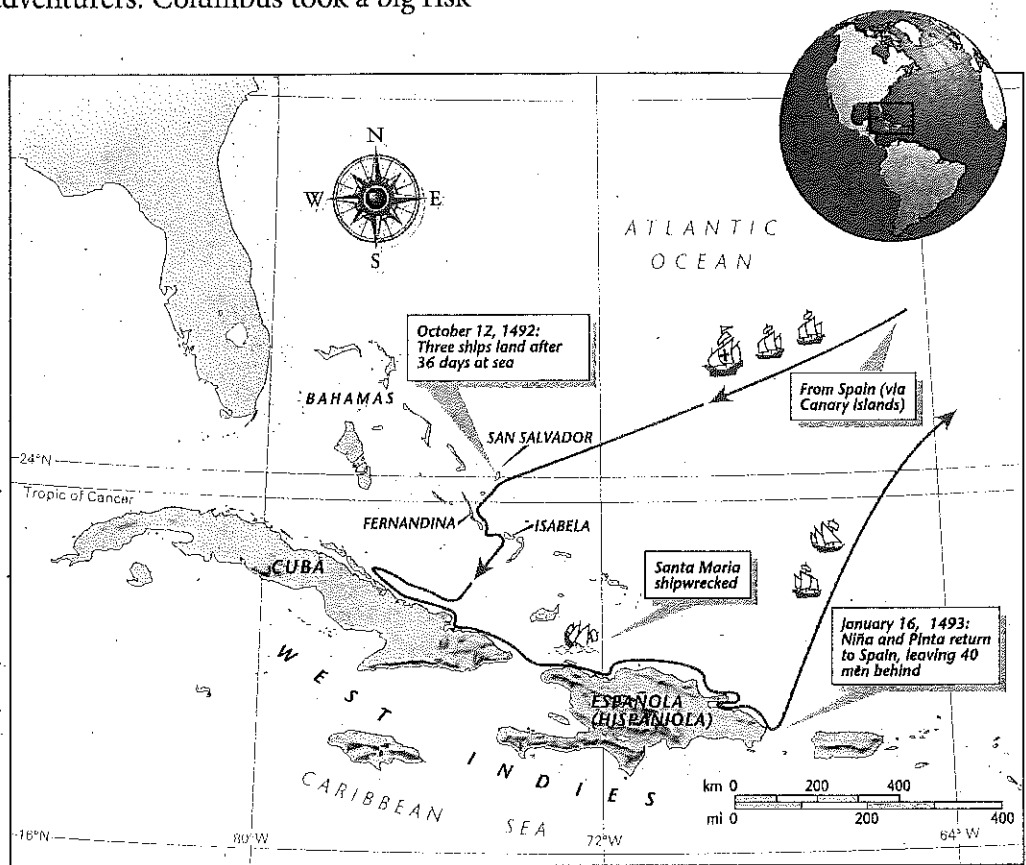 adventurers. Columbus took a big risk
N
W
E
S
ATLANTIC
OCEAN
October 12, 1492:
Three ships land after
36 days at sea
From Spain (via
Canary Islands)
BAHAMAS
SAN SALVADOR
24°N
Tropic of Cancer
FERNANDINA
ISABELA
CUBA
Santa Maria
shipwrecked
January 16, 1493:
Niña and Pinta return
to Spain, leaving 40
men behind
ESPAÑOLA
(HISPANIOLA)
WEST INDIES
CARIBBEAN
SEA
km 0 200 400
mi 0 200 400
16°N
80°W
72°W
64°W